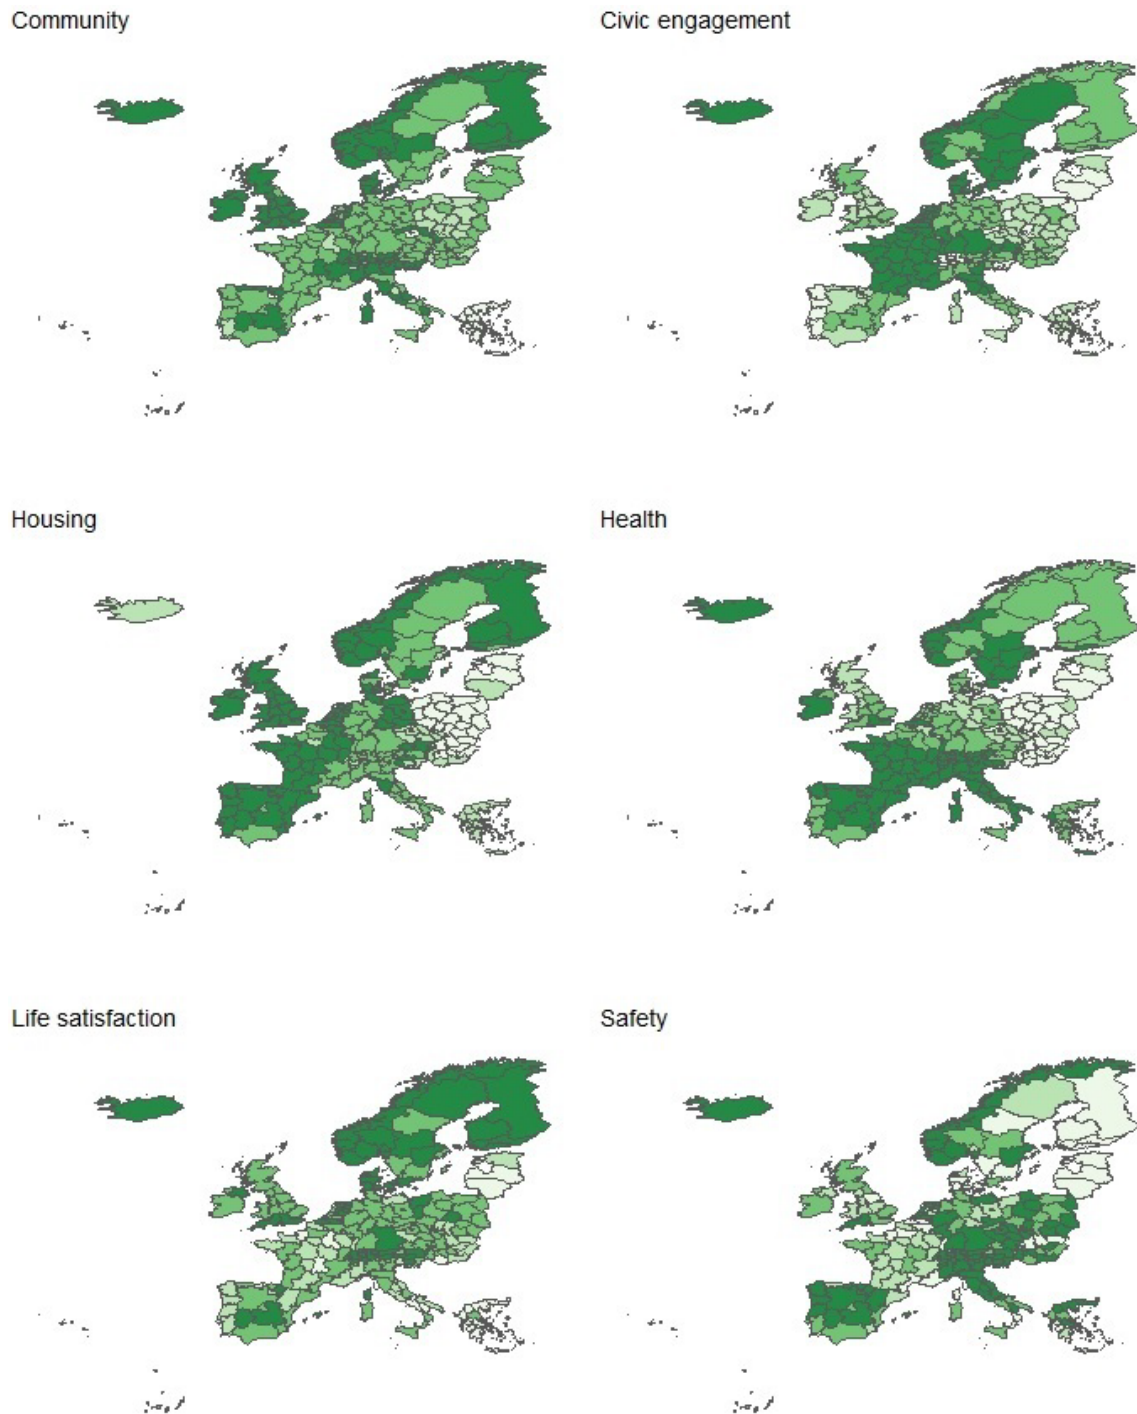 Community
Civic engagement
Housing
Health
Life satisfaction
Safety